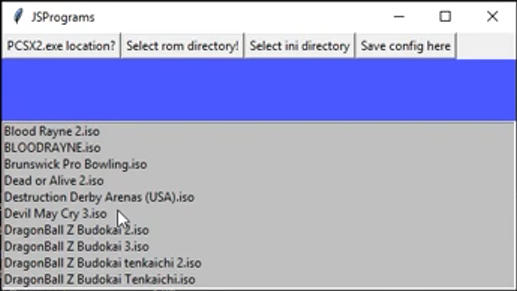 JSPrograms
PCSX2.exe location? Select rom directory! Select ini directory Save config here
Blood Rayne 2.iso
BLOODRAYNE.iso
Brunswick Pro Bowling.iso
Dead or Alive 2.iso
Destruction Derby Arenas (USA).iso
Devil May Cry 3.iso
DragonBall Z Budokai 2.iso
DragonBall Z Budokai 3.iso
DragonBall Z Budokai tenkaichi 2.iso
DragonBall Z Budokai Tenkaichi.iso